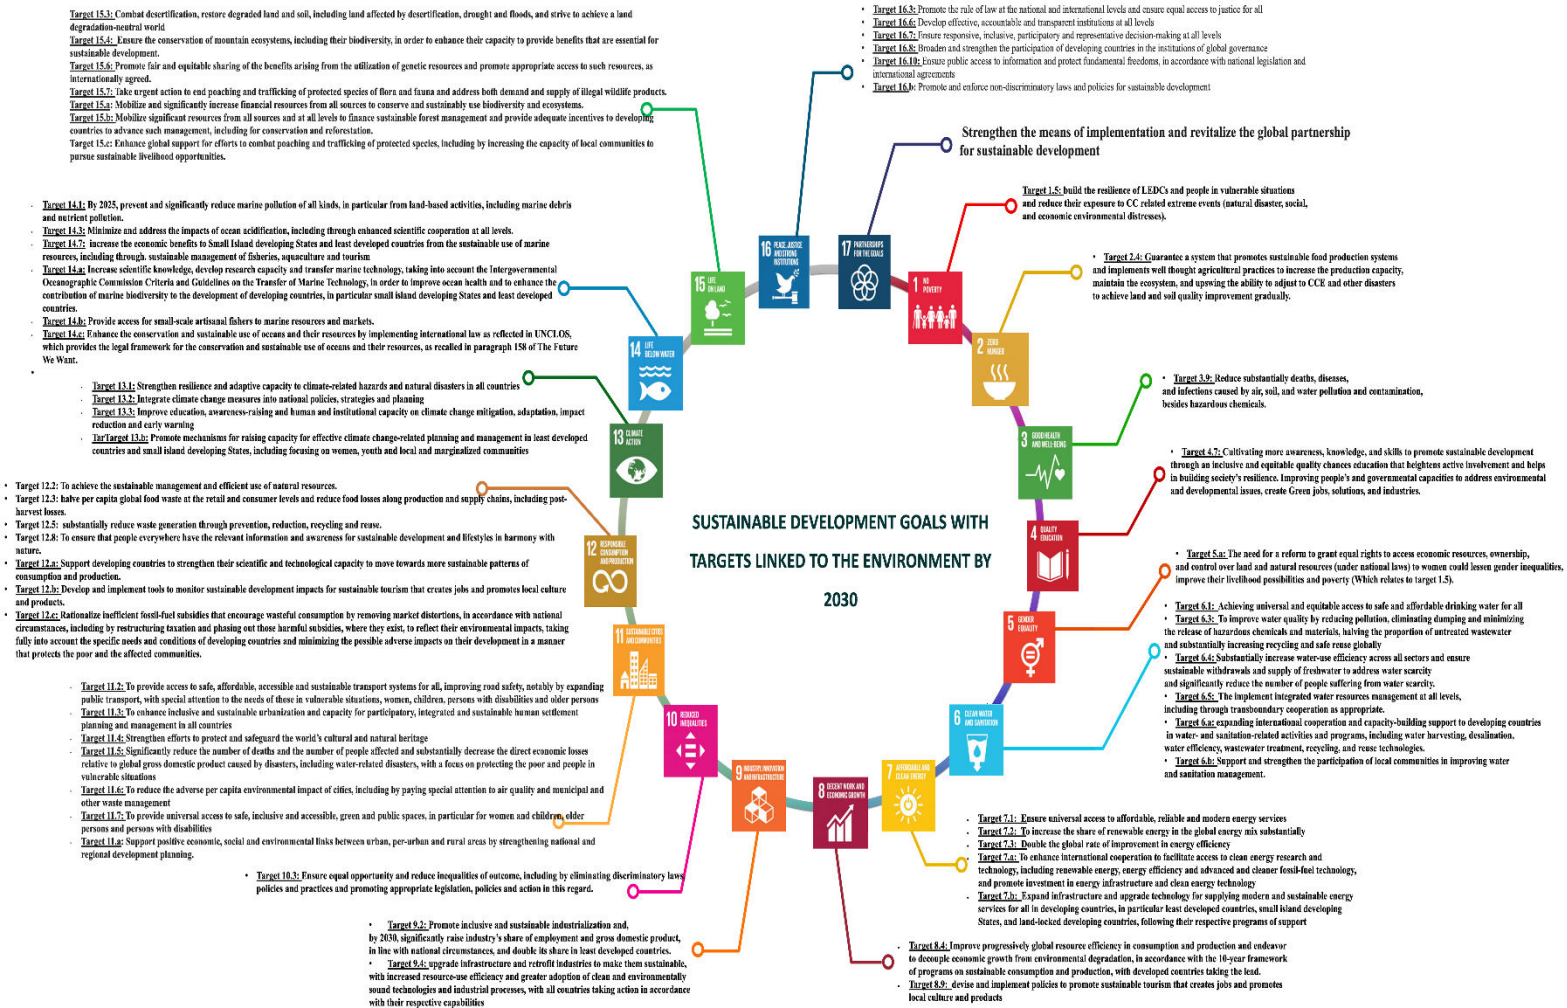 Target 15.3: Combat desertification, restore degraded land and soil, including land affected by desertification, drought and floods, and strive to achieve a land
degradation-neutral world
Target 15.4: Ensure the conservation of mountain ecosystems, including their biodiversity, in order to enhance their capacity to provide benefits that are essential for
sustainable development.
Target 15.6: Promote fair and equitable sharing of the benefits arising from the utilization of genetic resources and promote appropriate access to such resources, as
internationally agreed.
Target 15.7: Take urgent action to end poaching and trafficking of protected species of flora and fauna and address both demand and supply of illegal wildlife products.
Target 15.a: Mobilize and significantly increase financial resources from all sources to conserve and sustainably use biodiversity and ecosystems.
Target 15.b: Mobilize significant resources from all sources and at all levels to finance sustainable forest management and provide adequate incentives to developing
countries to advance such management, including for conservation and reforestation.
Target 15.c: Enhance global support for efforts to combat poaching and trafficking of protected species, including by increasing the capacity of local communities to
pursue sustainable livelihood opportunities.
Target 16.3: Promote the rule of law at the national and international levels and ensure equal access to justice for all
Target 16.6: Develop effective, accountable and transparent institutions at all levels
Target 16.7: Ensure responsive, inclusive, participatory and representative decision-making at all levels
Target 16.8: Broaden and strengthen the participation of developing countries in the institutions of global governance
Target 16.10: Ensure public access to information and protect fundamental freedoms, in accordance with national legislation and
international agreements
Target 16.b: Promote and enforce non-discriminatory laws and policies for sustainable development
Strengthen the means of implementation and revitalize the global partnership
for sustainable development
Target 1.5: build the resilience of LEDCs and people in vulnerable situations
and reduce their exposure to CC related extreme events (natural disaster, social,
and economic environmental distresses).
• Target 2.4: Guarantee a system that promotes sustainable food production systems
and implements well thought agricultural practices to increase the production capacity,
maintain the ecosystem, and upswing the ability to adjust to CCE and other disasters
to achieve land and soil quality improvement gradually.
• Target 3.9: Reduce substantially deaths, diseases,
and infections caused by air, soil, and water pollution and contamination,
besides hazardous chemicals.
• Target 4.7: Cultivating more awareness, knowledge, and skills to promote sustainable development
through an inclusive and equitable quality chances education that heightens active involvement and helps
in building society's resilience. Improving people's and governmental capacities to address environmental
and developmental issues, create Green jobs, solutions, and industries.
• Target 5.a: The need for a reform to grant equal rights to access economic resources, ownership,
and control over land and natural resources (under national laws) to women could lessen gender inequalities,
improve their livelihood possibilities and poverty (Which relates to target 1.5).
• Target 6.1: Achieving universal and equitable access to safe and affordable drinking water for all
• Target 6.3: To improve water quality by reducing pollution, eliminating dumping and minimizing
the release of hazardous chemicals and materials, halving the proportion of untreated wastewater
and substantially increasing recycling and safe reuse globally
• Target 6.4: Substantially increase water-use efficiency across all sectors and ensure
sustainable withdrawals and supply of freshwater to address water scarcity
and significantly reduce the number of people suffering from water scarcity.
• Target 6.5: The implement integrated water resources management at all levels,
including through transboundary cooperation as appropriate.
• Target 6.a: expanding international cooperation and capacity-building support to developing countries
in water- and sanitation-related activities and programs, including water harvesting, desalination.
water efficiency, wastewater treatment, recycling, and reuse technologies.
• Target 6.b: Support and strengthen the participation of local communities in improving water
and sanitation management.
. Target 7.1: Ensure universal access to affordable, reliable and modern energy services
. Target 7.2: To increase the share of renewable energy in the global energy mix substantially
. Target 7.3: Double the global rate of improvement in energy efficiency
. Target 7.a: To enhance international cooperation to facilitate access to clean energy research and
technology, including renewable energy, energy efficiency and advanced and cleaner fossil-fuel technology,
and promote investment in energy infrastructure and clean energy technology
. Target 7.b: Expand infrastructure and upgrade technology for supplying modern and sustainable energy
services for all in developing countries, in particular least developed countries, small island developing
States, and land-locked developing countries, following their respective programs of support
. Target 8.4: Improve progressively global resource efficiency in consumption and production and endeavor
to decouple economic growth from environmental degradation, in accordance with the 10-year framework
of programs on sustainable consumption and production, with developed countries taking the lead.
. Target 8.9: devise and implement policies to promote sustainable tourism that creates jobs and promotes
local culture and products
• Target 9.2: Promote inclusive and sustainable industrialization and,
by 2030, significantly raise industry's share of employment and gross domestic product,
in line with national circumstances, and double its share in least developed countries.
• Target 9.4: upgrade infrastructure and retrofit industries to make them sustainable,
with increased resource-use efficiency and greater adoption of clean and environmentally
sound technologies and industrial processes, with all countries taking action in accordance
with their respective capabilities
• Target 10.3: Ensure equal opportunity and reduce inequalities of outcome, including by eliminating discriminatory laws,
policies and practices and promoting appropriate legislation, policies and action in this regard.
. Target 11.2: To provide access to safe, affordable, accessible and sustainable transport systems for all, improving road safety, notably by expanding
public transport, with special attention to the needs of those in vulnerable situations, women, children, persons with disabilities and older persons
. Target 11.3: To enhance inclusive and sustainable urbanization and capacity for participatory, integrated and sustainable human settlement
planning and management in all countries
. Target 11.4: Strengthen efforts to protect and safeguard the world's cultural and natural heritage
. Target 11.5: Significantly reduce the number of deaths and the number of people affected and substantially decrease the direct economic losses
relative to global gross domestic product caused by disasters, including water-related disasters, with a focus on protecting the poor and people in
vulnerable situations
. Target 11.6: To reduce the adverse per capita environmental impact of cities, including by paying special attention to air quality and municipal and
other waste management
. Target 11.7: To provide universal access to safe, inclusive and accessible, green and public spaces, in particular for women and children, older
persons and persons with disabilities
. Target 11.a: Support positive economic, social and environmental links between urban, per-urban and rural areas by strengthening national and
regional development planning.
• Target 12.2: To achieve the sustainable management and efficient use of natural resources.
• Target 12.3: halve per capita global food waste at the retail and consumer levels and reduce food losses along production and supply chains, including post-
harvest losses.
• Target 12.5: substantially reduce waste generation through prevention, reduction, recycling and reuse.
• Target 12.8: To ensure that people everywhere have the relevant information and awareness for sustainable development and lifestyles in harmony with
nature.
• Target 12.a: Support developing countries to strengthen their scientific and technological capacity to move towards more sustainable patterns of
consumption and production.
• Target 12.b: Develop and implement tools to monitor sustainable development impacts for sustainable tourism that creates jobs and promotes local culture
and products.
• Target 12.c: Rationalize inefficient fossil-fuel subsidies that encourage wasteful consumption by removing market distortions, in accordance with national
circumstances, including by restructuring taxation and phasing out those harmful subsidies, where they exist, to reflect their environmental impacts, taking
fully into account the specific needs and conditions of developing countries and minimizing the possible adverse impacts on their development in a manner
that protects the poor and the affected communities.
. Target 13.1: Strengthen resilience and adaptive capacity to climate-related hazards and natural disasters in all countries
. Target 13.2: Integrate climate change measures into national policies, strategies and planning
. Target 13.3: Improve education, awareness-raising and human and institutional capacity on climate change mitigation, adaptation, impact
reduction and early warning
. TarTarget 13.b: Promote mechanisms for raising capacity for effective climate change-related planning and management in least developed
countries and small island developing States, including focusing on women, youth and local and marginalized communities
. Target 14.1: By 2025, prevent and significantly reduce marine pollution of all kinds, in particular from land-based activities, including marine debris
and nutrient pollution.
. Target 14.3: Minimize and address the impacts of ocean acidification, including through enhanced scientific cooperation at all levels.
. Target 14.7: increase the economic benefits to Small Island developing States and least developed countries from the sustainable use of marine
resources, including through. sustainable management of fisheries, aquaculture and tourism
. Target 14.a: Increase scientific knowledge, develop research capacity and transfer marine technology, taking into account the Intergovernmental
Oceanographic Commission Criteria and Guidelines on the Transfer of Marine Technology, in order to improve ocean health and to enhance the
contribution of marine biodiversity to the development of developing countries, in particular small island developing States and least developed
countries.
. Target 14.b: Provide access for small-scale artisanal fishers to marine resources and markets.
. Target 14.c: Enhance the conservation and sustainable use of oceans and their resources by implementing international law as reflected in UNCLOS,
which provides the legal framework for the conservation and sustainable use of oceans and their resources, as recalled in paragraph 158 of The Future
We Want.
SUSTAINABLE DEVELOPMENT GOALS WITH
TARGETS LINKED TO THE ENVIRONMENT BY
2030
1 NO
POVERTY
2 ZERO
HUNGER
3 GOOD HEALTH
AND WELL-BEING
4 QUALITY
EDUCATION
5 GENDER
EQUALITY
6 CLEAN WATER
AND SANITATION
7 AFFORDABLE AND
CLEAN ENERGY
8 DECENT WORK AND
ECONOMIC GROWTH
9 INDUSTRY, INNOVATION
AND INFRASTRUCTURE
10 REDUCED
INEQUALITIES
11 SUSTAINABLE CITIES
AND COMMUNITIES
12 RESPONSIBLE
CONSUMPTION
AND PRODUCTION
13 CLIMATE
ACTION
14 LIFE
BELOW WATER
15 LIFE
ON LAND
16 PEACE, JUSTICE
AND STRONG
INSTITUTIONS
17 PARTNERSHIPS
FOR THE GOALS